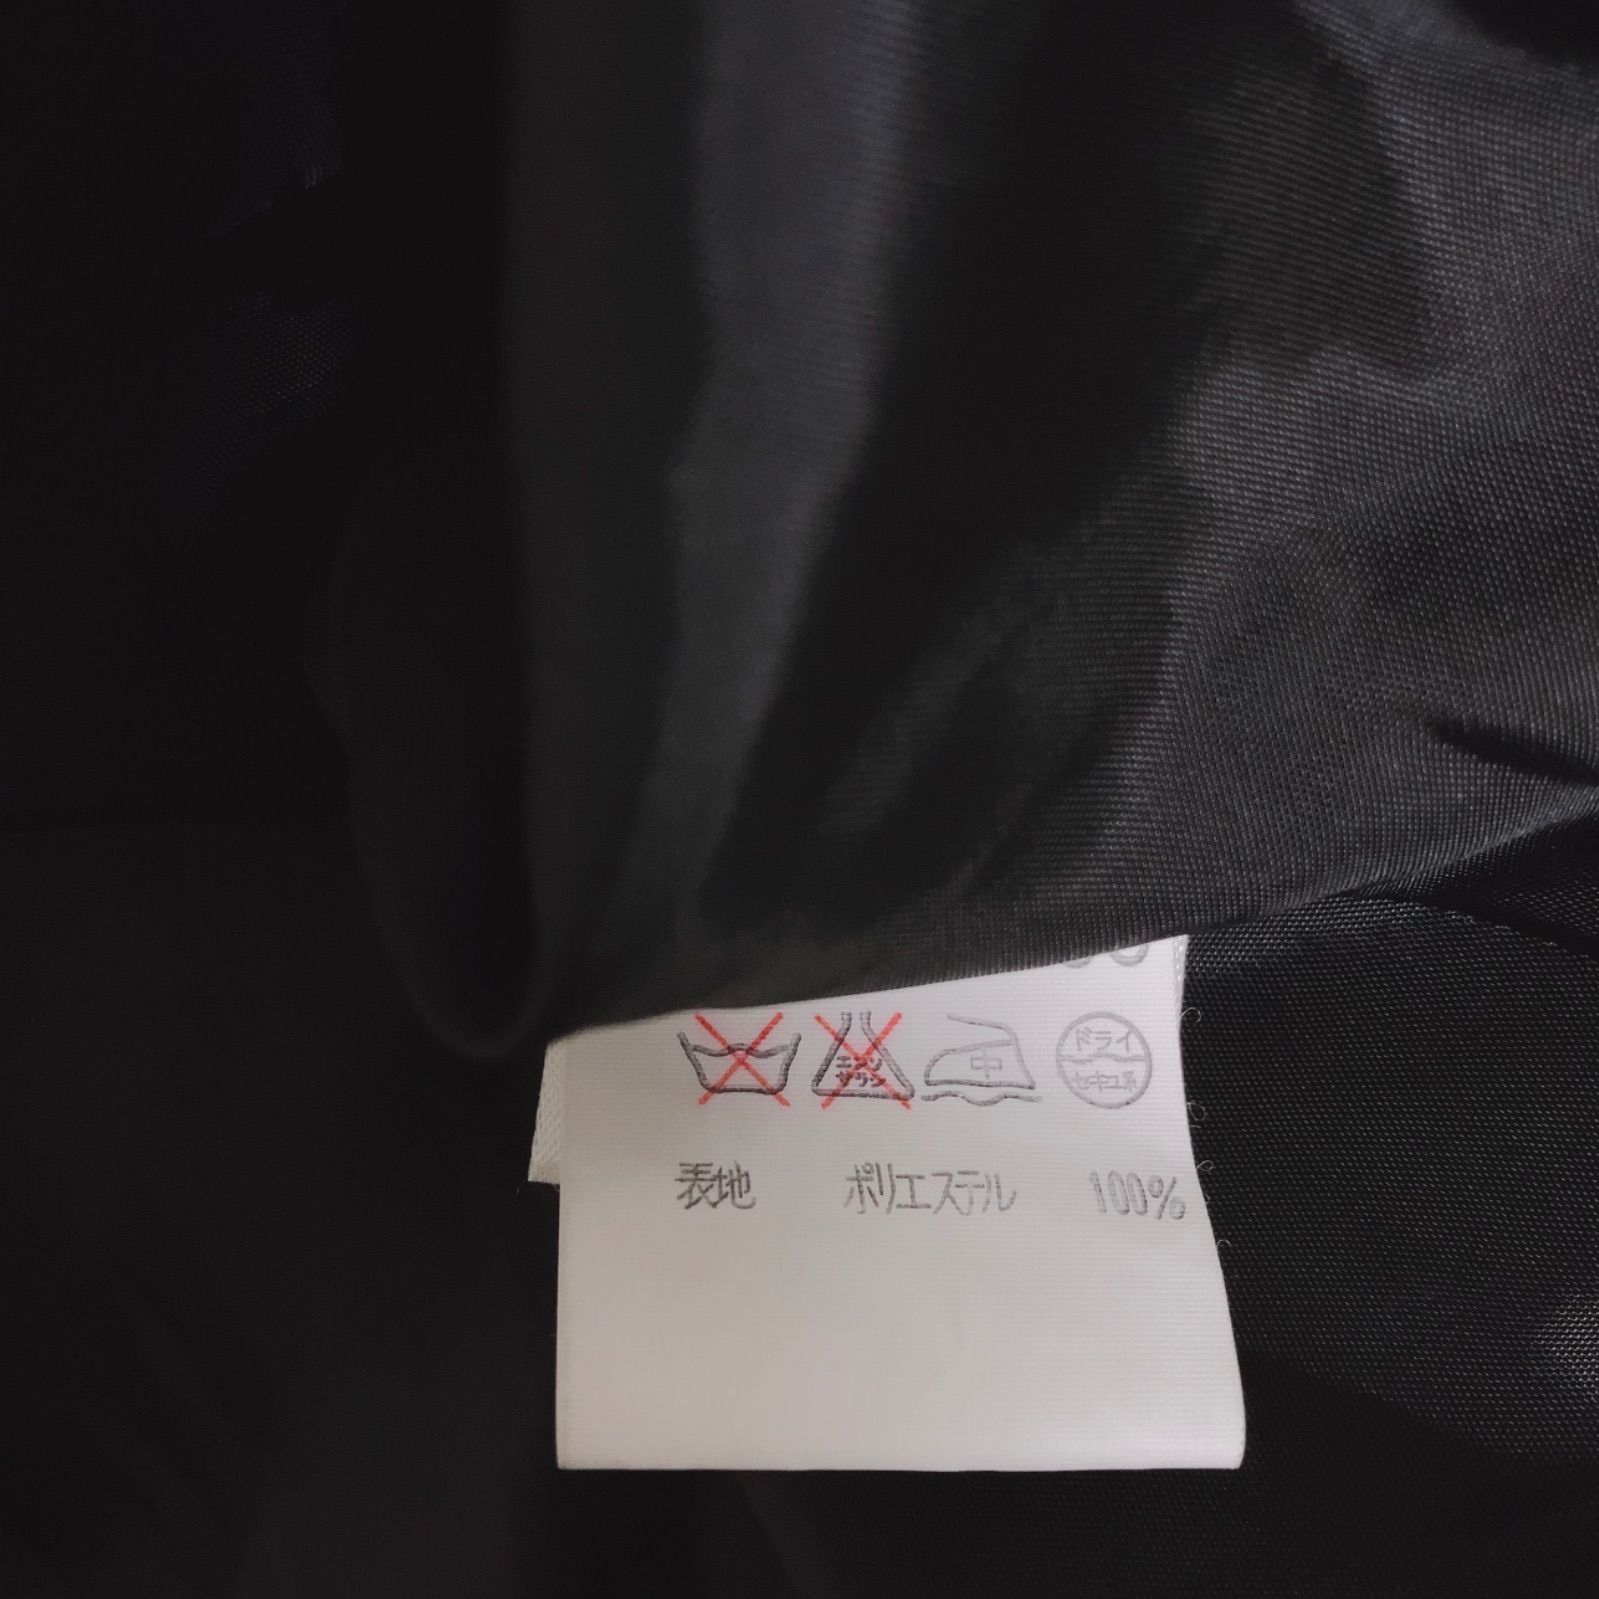 エンソ サラシ 中 ドライ セキユ系
表地 ポリエステル 100%